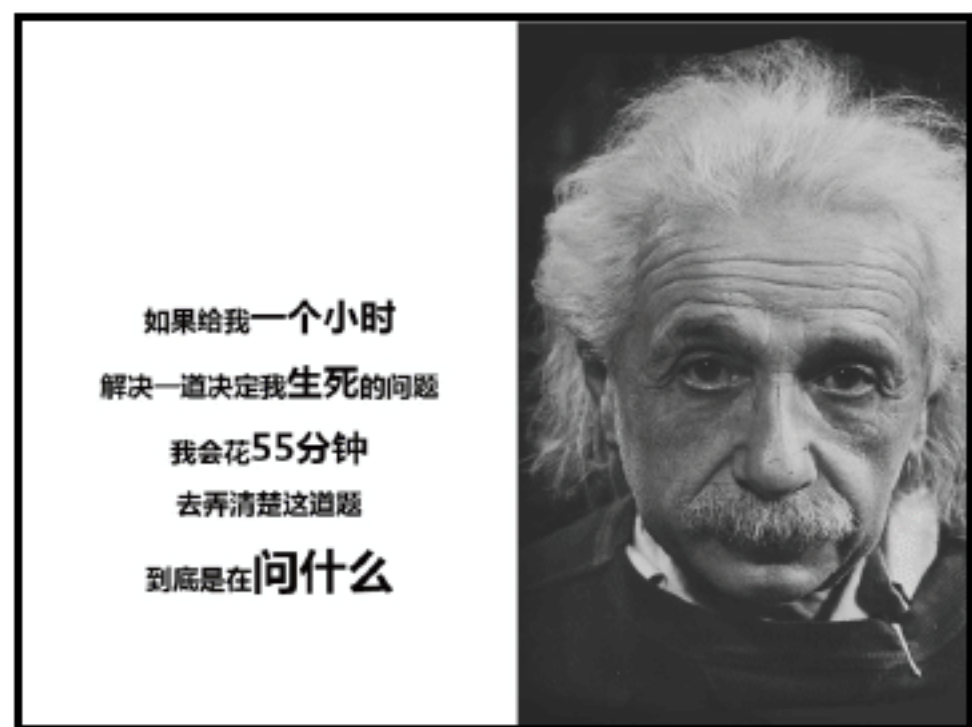 如果给我一个小时
解决一道决定我生死的问题
我会花55分钟
去弄清楚这道题
到底是在问什么